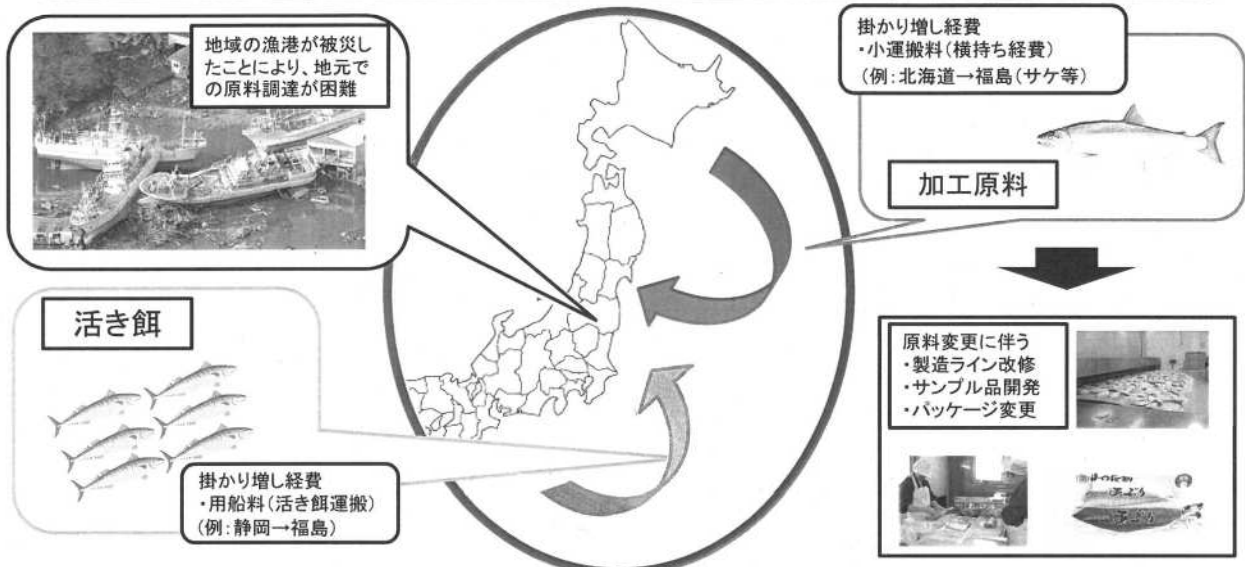 地域の漁港が被災し
たことにより、地元で
の原料調達が困難
掛かり増し経費
・小運搬料(横持ち経費)
(例:北海道→福島(サケ等)
加工原料
活き餌
掛かり増し経費
・用船料(活き餌運搬)
(例:静岡→福島)
原料変更に伴う
・製造ライン改修
・サンプル品開発
・パッケージ変更